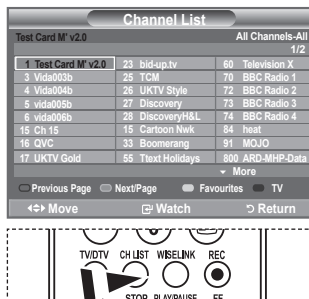 Channel List
Test Card M' v2.0 All Channels-All
1/2
1 Test Card M' v2.0 23 bid-up.tv 60 Television X
3 Vida003b 25 TCM 70 BBC Radio 1
4 Vida004b 26 UKTV Style 72 BBC Radio 2
5 vida005b 27 Discovery 73 BBC Radio 3
6 vida006b 28 DiscoveryH&L 74 BBC Radio 4
15 Ch 15 15 Cartoon Nwk 84 heat
16 QVC 33 Boomerang 91 MOJO
17 UKTV Gold 55 Ttext Holidays 800 ARD-MHP-Data
More
Previous Page Next/Page Favourites TV
Move Watch Return
TV/DTV CH LIST WISELINK REC
STOP PLAY/PAUSE FF